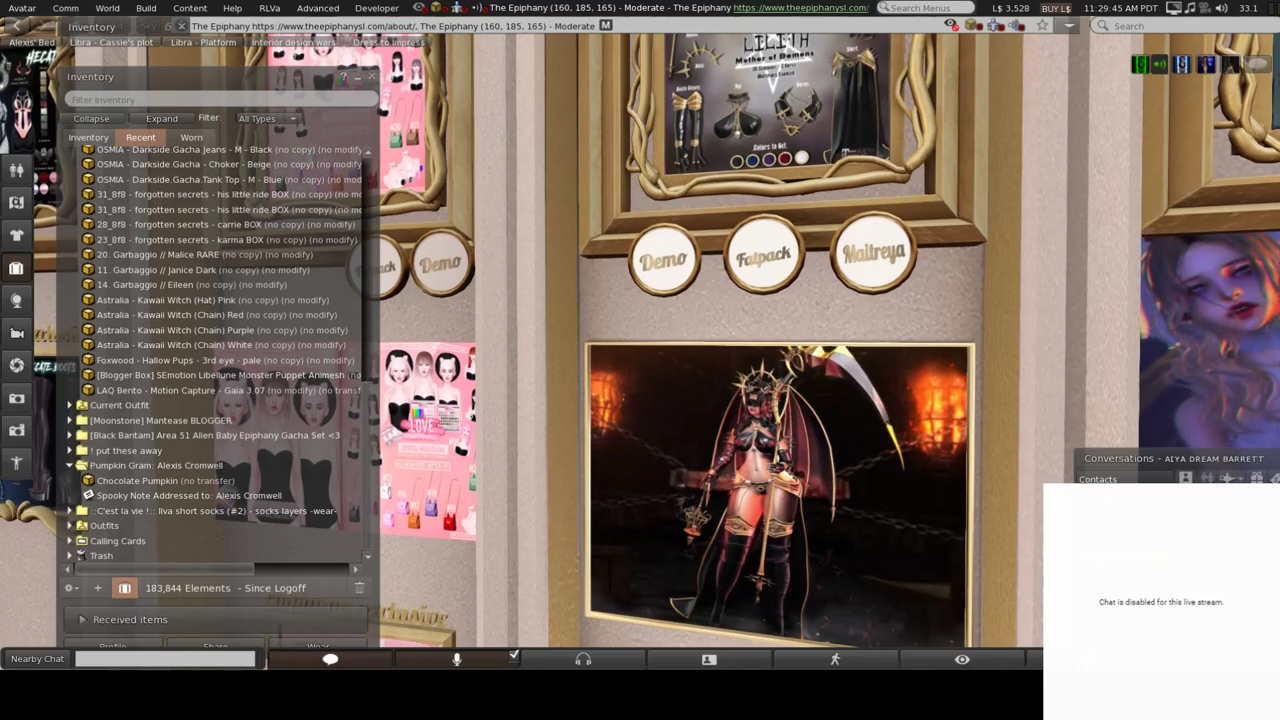 Avatar Comm World Build Content Help RLVa Advanced Developer The Epiphany (160, 185, 165) - Moderate - The Epiphany https://www.theepiphanysl.com/ Search Menus L$ 3,528 BUY L$ 11:29:45 AM PDT 33.1
Inventory The Epiphany https://www.theepiphanysl.com/about/, The Epiphany (160, 185, 165) - Moderate M Search
Alexis' Bed Libra - Cassie's plot Libra - Platform interior design wars Dress to Impress
Inventory
Filter Inventory
Collapse Expand Filter: All Types
Inventory Recent Worn
OSMIA - Darkside.Gacha.Jeans - M - Black (no copy) (no modify)
OSMIA - Darkside.Gacha - Choker - Beige (no copy) (no modify)
OSMIA - Darkside.Gacha.Tank Top - M - Blue (no copy) (no mod
31_8f8 - forgotten secrets - his little ride BOX (no copy) (no m
31_8f8 - forgotten secrets - his little ride BOX (no copy) (no m
28_8f8 - forgotten secrets - carrie BOX (no copy) (no modify)
23_8f8 - forgotten secrets - karma BOX (no copy) (no modify)
20. Garbaggio // Malice RARE (no copy) (no modify)
11. Garbaggio // Janice Dark (no copy) (no modify)
14. Garbaggio // Eileen (no copy) (no modify)
Astralia - Kawaii Witch (Hat) Pink (no copy) (no modify)
Astralia - Kawaii Witch (Chain) Red (no copy) (no modify)
Astralia - Kawaii Witch (Chain) Purple (no copy) (no modify)
Astralia - Kawaii Witch (Chain) White (no copy) (no modify)
Foxwood - Hallow Pups - 3rd eye - pale (no copy) (no modify)
[Blogger Box] SEmotion Libellune Monster Puppet Animesh (no
LAQ Bento - Motion Capture - Gaia 3.07 (no modify) (no transf
Current Outfit
[Moonstone] Mantease BLOGGER
[Black Bantam] Area 51 Alien Baby Epiphany Gacha Set <3
! put these away
Pumpkin Gram: Alexis Cromwell
Chocolate Pumpkin (no transfer)
Spooky Note Addressed to: Alexis Cromwell
::C'est la vie !:: Ilva short socks (#2) - socks layers -wear-
Outfits
Calling Cards
Trash
183,844 Elements - Since Logoff
Received items
Profile Share Wear
Nearby Chat
LILITH
Mother of Demons
Colors to Get.
Demo Fatpack Maitreya
Demo
LOVE
Conversations - AIYA DREAM BARRETT
Contacts
Chat is disabled for this live stream.